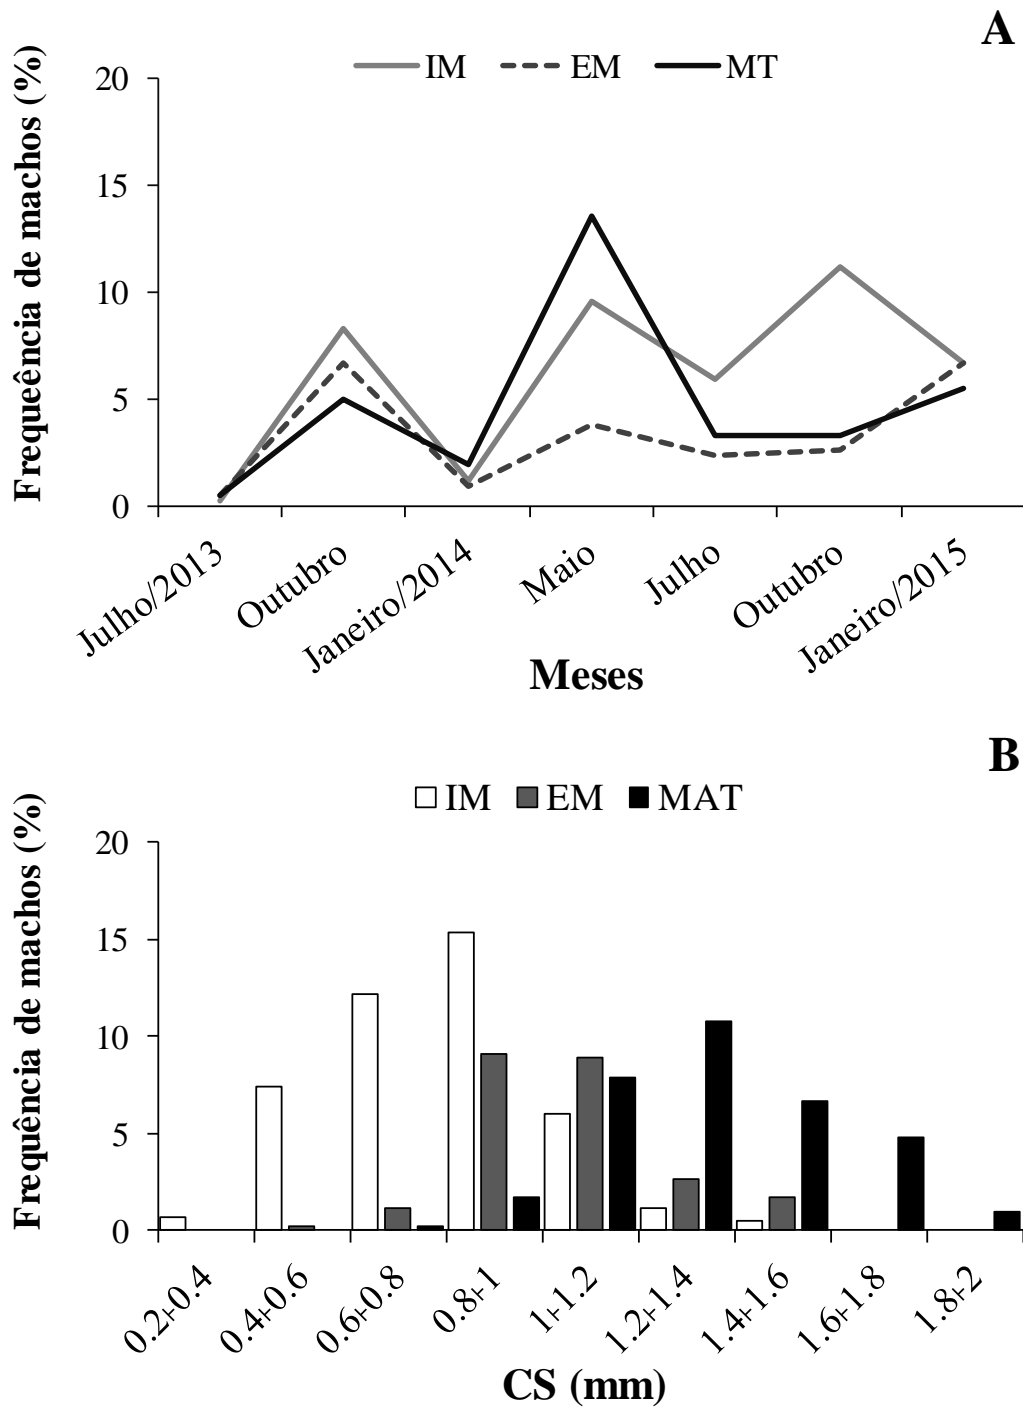 A
IM EM MT
Frequeência de machos (%)
20
15
10
5
0
Julho/2013
Outubro
Janeiro/2014
Maio
Julho
Outubro
Janeiro/2015
Meses
B
IM EM MAT
Frequência de machos (%)
20
15
10
5
0
0.2⊦0.4
0.4⊦0.6
0.6⊦0.8
0.8⊦1
1⊦1.2
1.2⊦1.4
1.4⊦1.6
1.6⊦1.8
1.8⊦2
CS (mm)